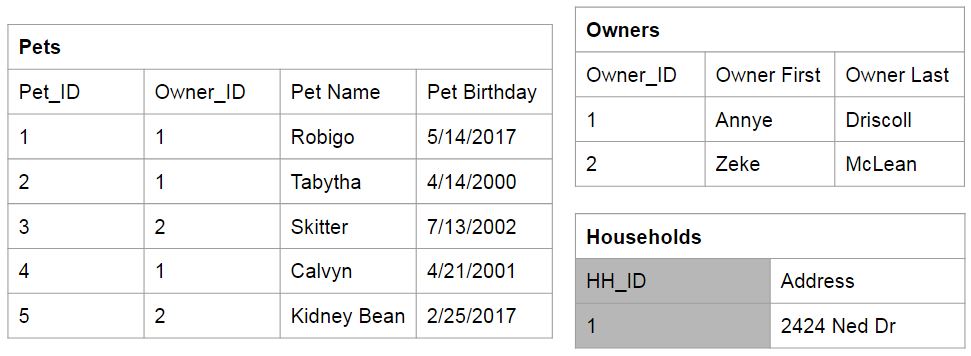 Pets
Pet_ID Owner_ID Pet Name Pet Birthday
1 1 Robigo 5/14/2017
2 1 Tabytha 4/14/2000
3 2 Skitter 7/13/2002
4 1 Calvyn 4/21/2001
5 2 Kidney Bean 2/25/2017
Owners
Owner_ID Owner First Owner Last
1 Annye Driscoll
2 Zeke McLean
Households
HH_ID Address
1 2424 Ned Dr